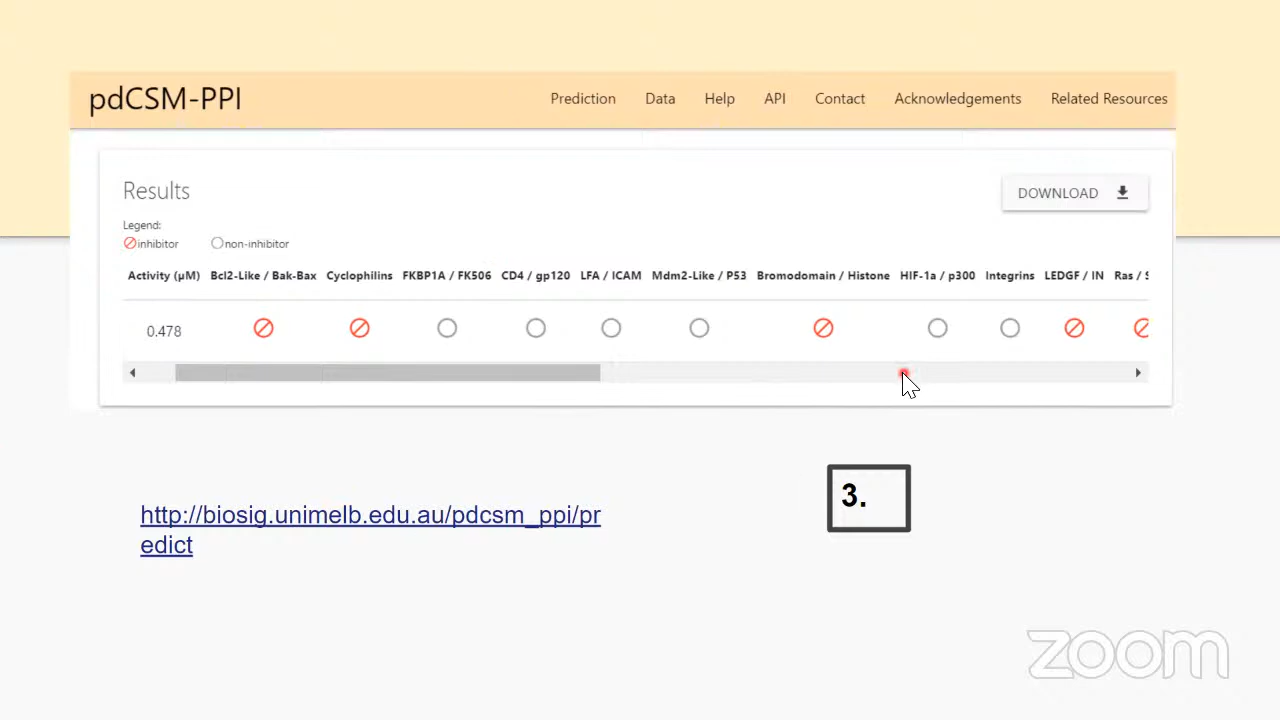 pdCSM-PPI Prediction Data Help API Contact Acknowledgements Related Resources
Results DOWNLOAD
Legend:
inhibitor non-inhibitor
Activity (µM) Bcl2-Like / Bak-Bax Cyclophilins FKBP1A / FK506 CD4 / gp120 LFA / ICAM Mdm2-Like / P53 Bromodomain / Histone HIF-1a / p300 Integrins LEDGF / IN Ras / S
0.478
http://biosig.unimelb.edu.au/pdcsm_ppi/pr
edict
3.
zoom